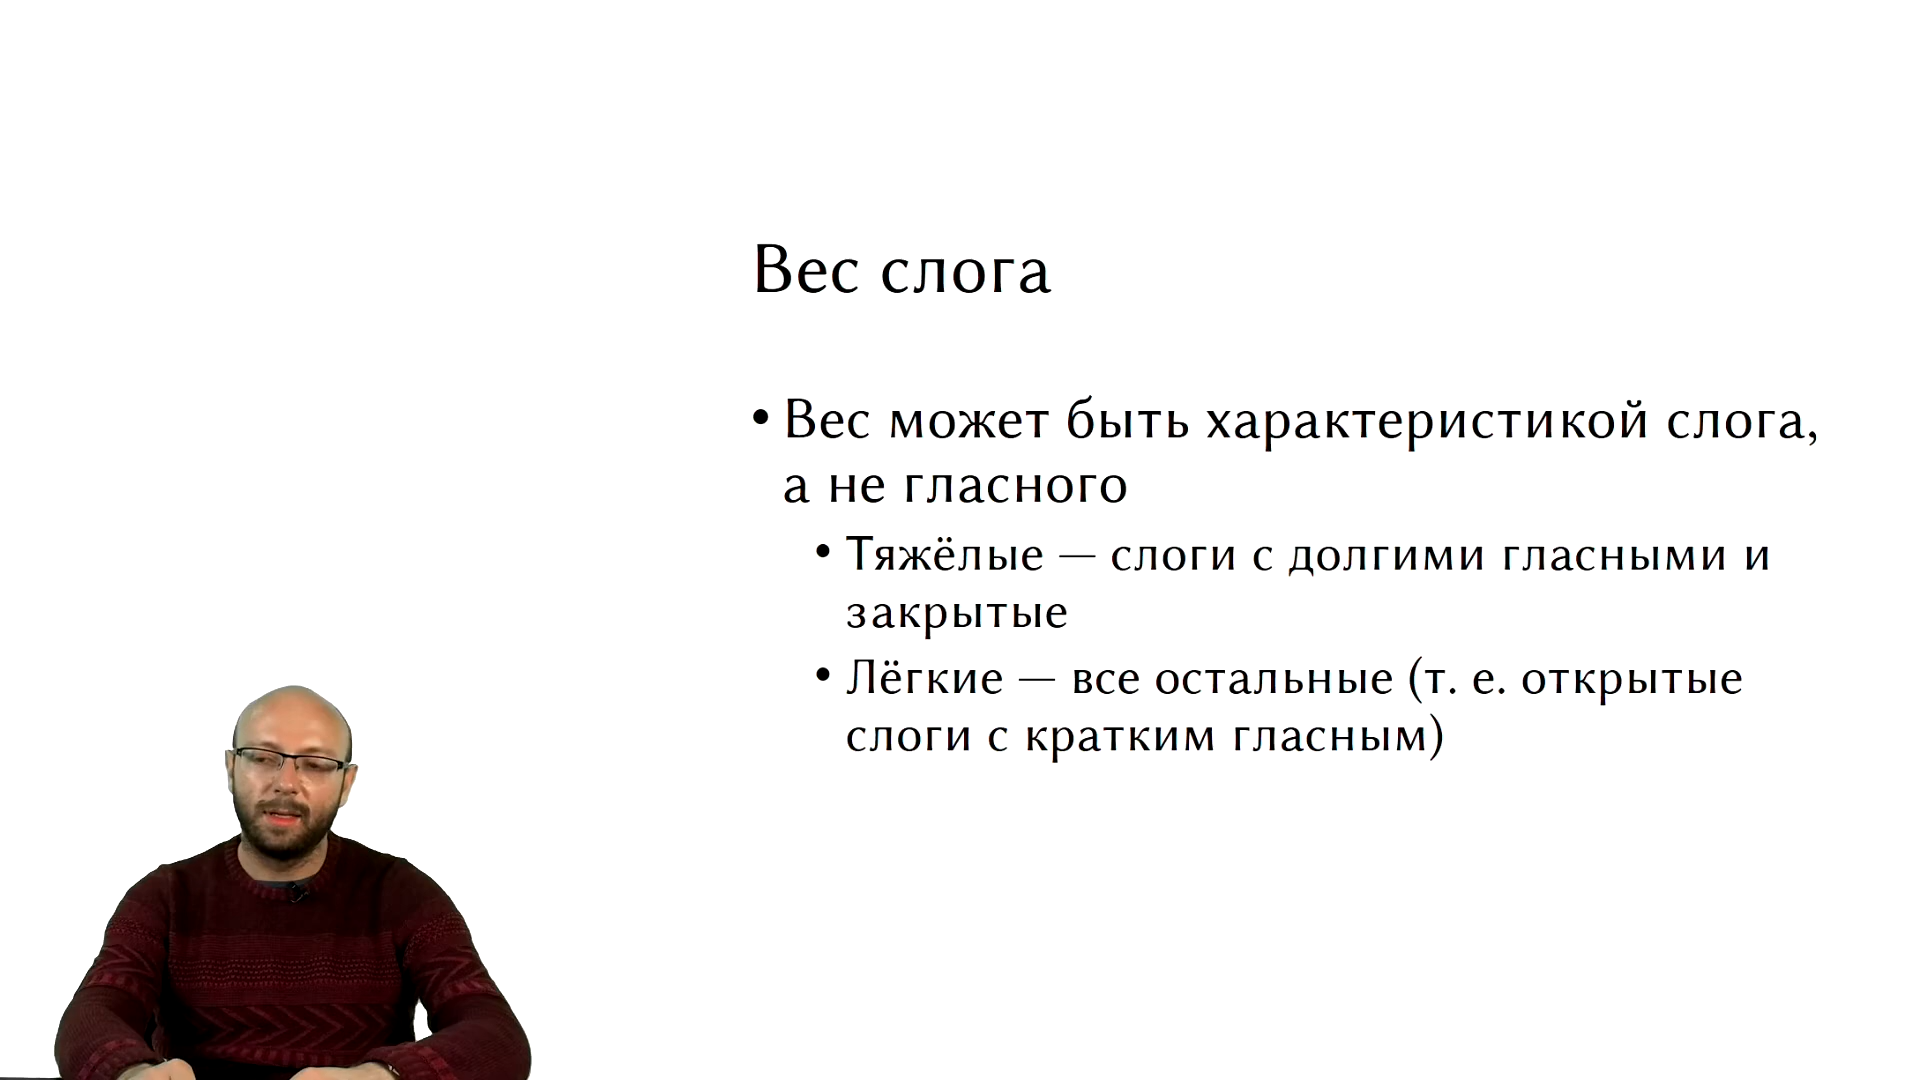 Вес слога
• Вес может быть характеристикой слога,
а не гласного
• Тяжёлые — слоги с долгими гласными и
закрытые
• Лёгкие — все остальные (т. е. открытые
слоги с кратким гласным)